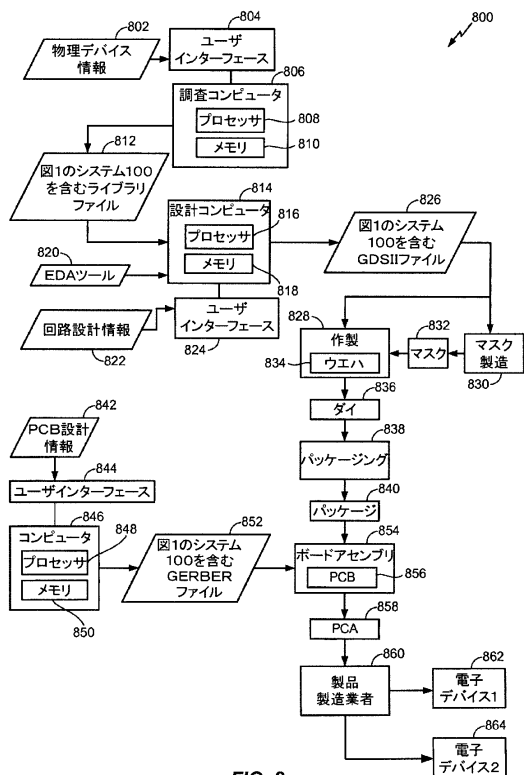 800
802
物理デバイス
情報
804
ユーザ
インターフェース
806
調査コンピュータ
プロセッサ
808
メモリ
810
812
図1のシステム100
を含むライブラリ
ファイル
814
設計コンピュータ
816
プロセッサ
メモリ
818
820
EDAツール
回路設計情報
822
ユーザ
インターフェース
824
826
図1のシステム
100を含む
GDSIIファイル
828
作製
834
ウエハ
832
マスク
マスク
製造
830
836
ダイ
838
パッケージング
840
パッケージ
842
PCB設計
情報
844
ユーザインターフェース
846
コンピュータ
848
プロセッサ
メモリ
850
852
図1のシステム
100を含む
GERBER
ファイル
854
ボードアセンブリ
PCB
856
858
PCA
860
製品
製造業者
862
電子
デバイス1
864
電子
デバイス2